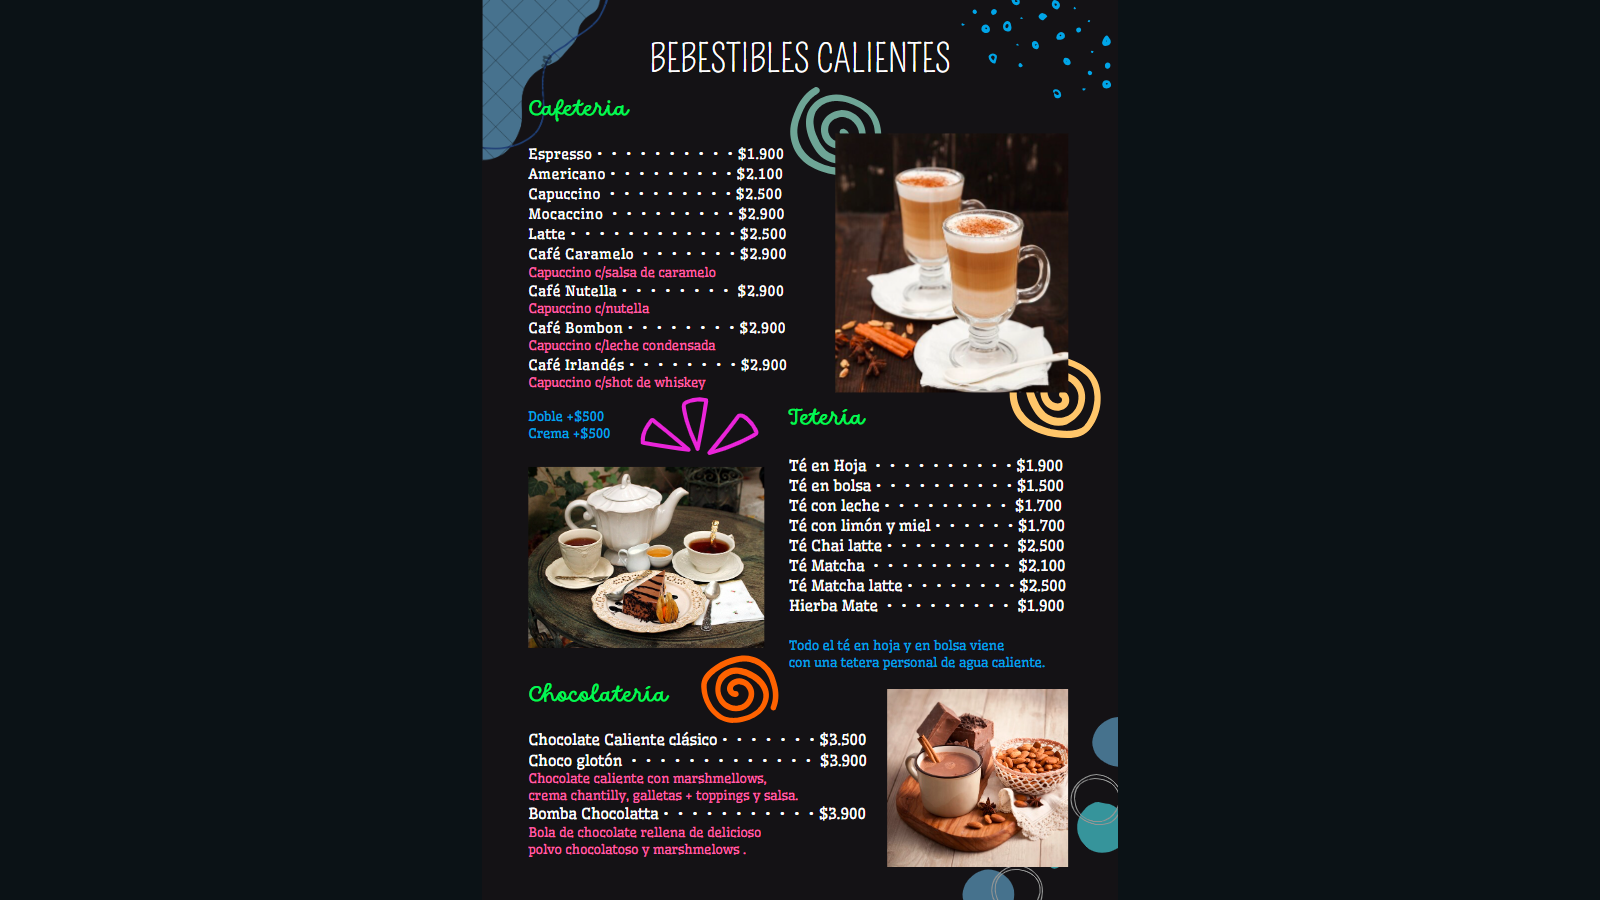 BEBESTIBLES CALIENTES
Cafeteria
Espresso · · · · · · · · · · $1.900
Americano · · · · · · · · · $2.100
Capuccino · · · · · · · · · $2.500
Mocaccino · · · · · · · · · $2.900
Latte · · · · · · · · · · · · $2.500
Café Caramelo · · · · · · · $2.900
Capuccino c/salsa de caramelo
Café Nutella · · · · · · · · $2.900
Capuccino c/nutella
Café Bombon · · · · · · · · $2.900
Capuccino c/leche condensada
Café Irlandés · · · · · · · · $2.900
Capuccino c/shot de whiskey
Doble +$500
Crema +$500
Tetería
Té en Hoja · · · · · · · · · · $1.900
Té en bolsa · · · · · · · · · · $1.500
Té con leche · · · · · · · · · $1.700
Té con limón y miel · · · · · · $1.700
Té Chai latte · · · · · · · · · $2.500
Té Matcha · · · · · · · · · · $2.100
Té Matcha latte · · · · · · · · $2.500
Hierba Mate · · · · · · · · · $1.900
Todo el té en hoja y en bolsa viene
con una tetera personal de agua caliente.
Chocolatería
Chocolate Caliente clásico · · · · · · · $3.500
Choco glotón · · · · · · · · · · · · · $3.900
Chocolate caliente con marshmellows,
crema chantilly, galletas + toppings y salsa.
Bomba Chocolatta · · · · · · · · · · · $3.900
Bola de chocolate rellena de delicioso
polvo chocolatoso y marshmelows .